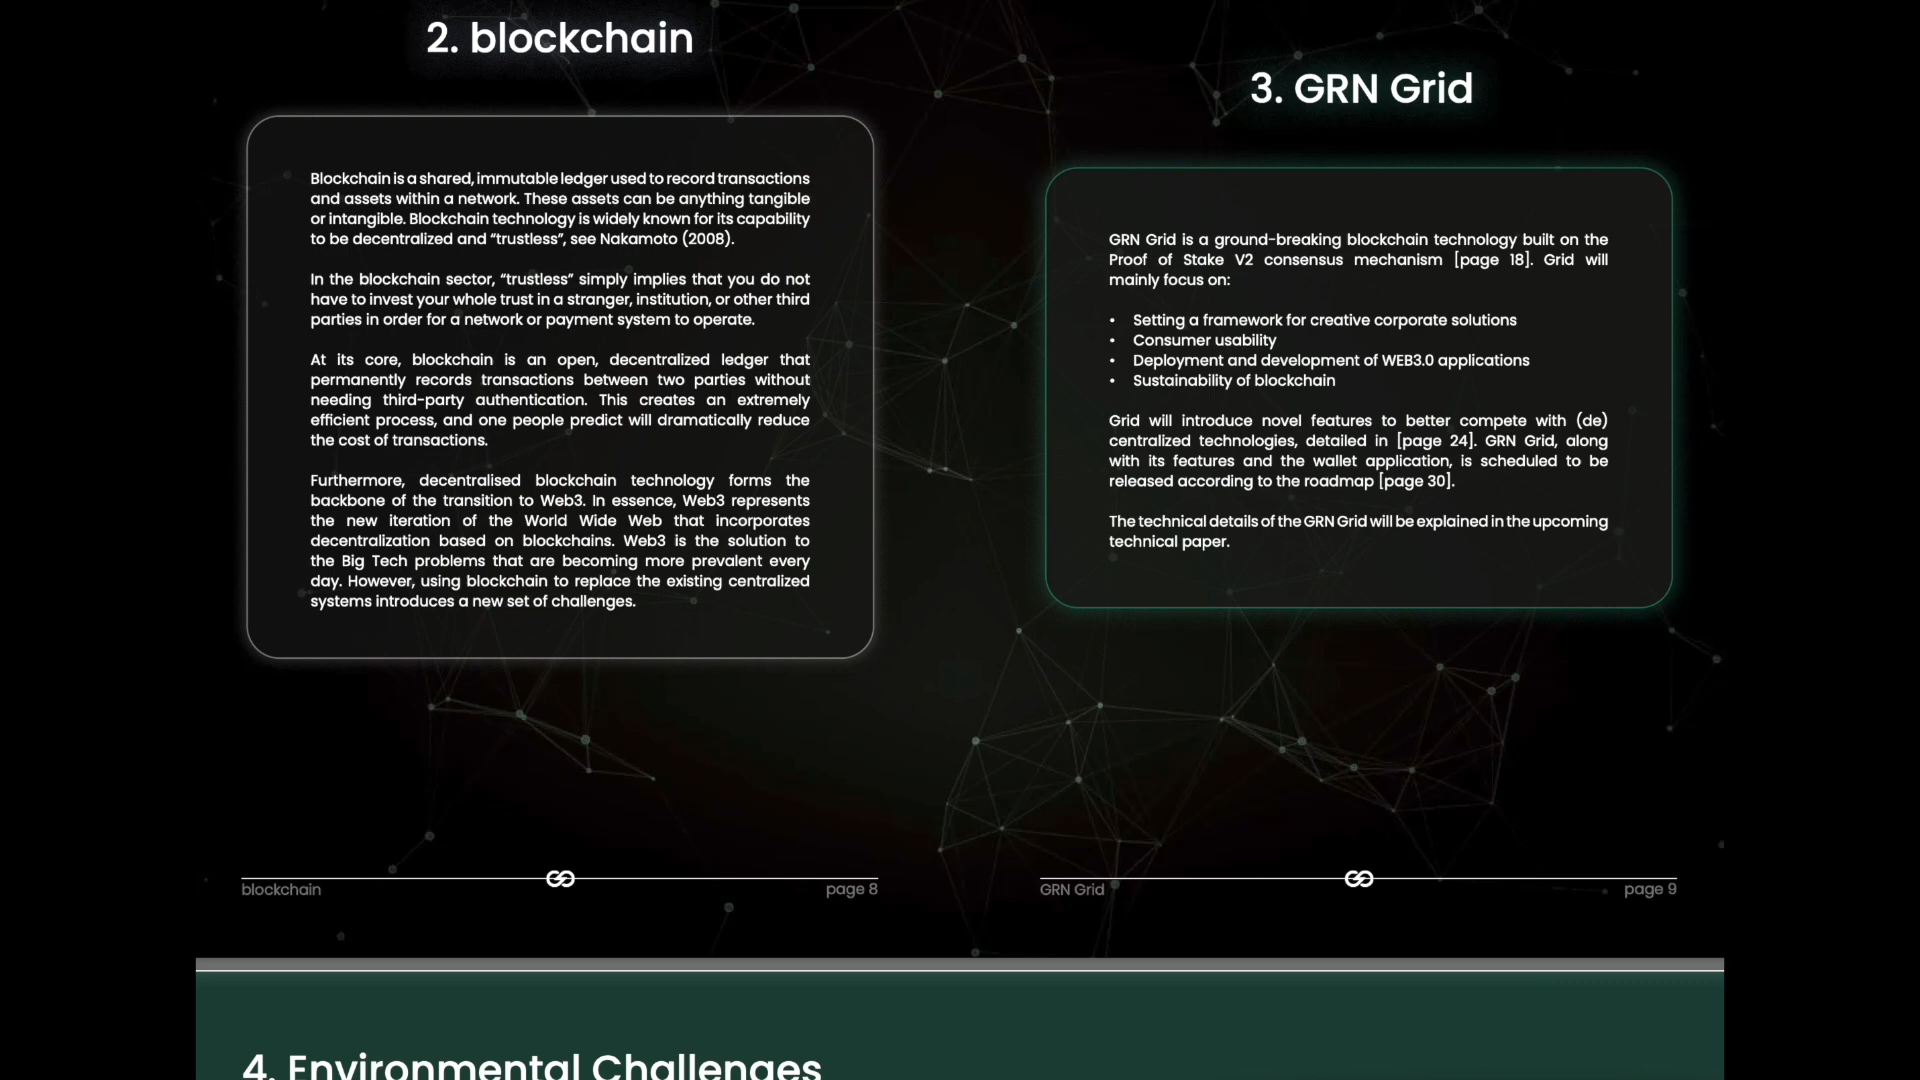 2. blockchain
Blockchain is a shared, immutable ledger used to record transactions
and assets within a network. These assets can be anything tangible
or intangible. Blockchain technology is widely known for its capability
to be decentralized and “trustless”, see Nakamoto (2008).
In the blockchain sector, “trustless” simply implies that you do not
have to invest your whole trust in a stranger, institution, or other third
parties in order for a network or payment system to operate.
At its core, blockchain is an open, decentralized ledger that
permanently records transactions between two parties without
needing third-party authentication. This creates an extremely
efficient process, and one people predict will dramatically reduce
the cost of transactions.
Furthermore, decentralised blockchain technology forms the
backbone of the transition to Web3. In essence, Web3 represents
the new iteration of the World Wide Web that incorporates
decentralization based on blockchains. Web3 is the solution to
the Big Tech problems that are becoming more prevalent every
day. However, using blockchain to replace the existing centralized
systems introduces a new set of challenges.
blockchain
page 8
3. GRN Grid
GRN Grid is a ground-breaking blockchain technology built on the
Proof of Stake V2 consensus mechanism [page 18]. Grid will
mainly focus on:
• Setting a framework for creative corporate solutions
• Consumer usability
• Deployment and development of WEB3.0 applications
• Sustainability of blockchain
Grid will introduce novel features to better compete with (de)
centralized technologies, detailed in [page 24]. GRN Grid, along
with its features and the wallet application, is scheduled to be
released according to the roadmap [page 30].
The technical details of the GRN Grid will be explained in the upcoming
technical paper.
GRN Grid
page 9
4. Environmental Challenges